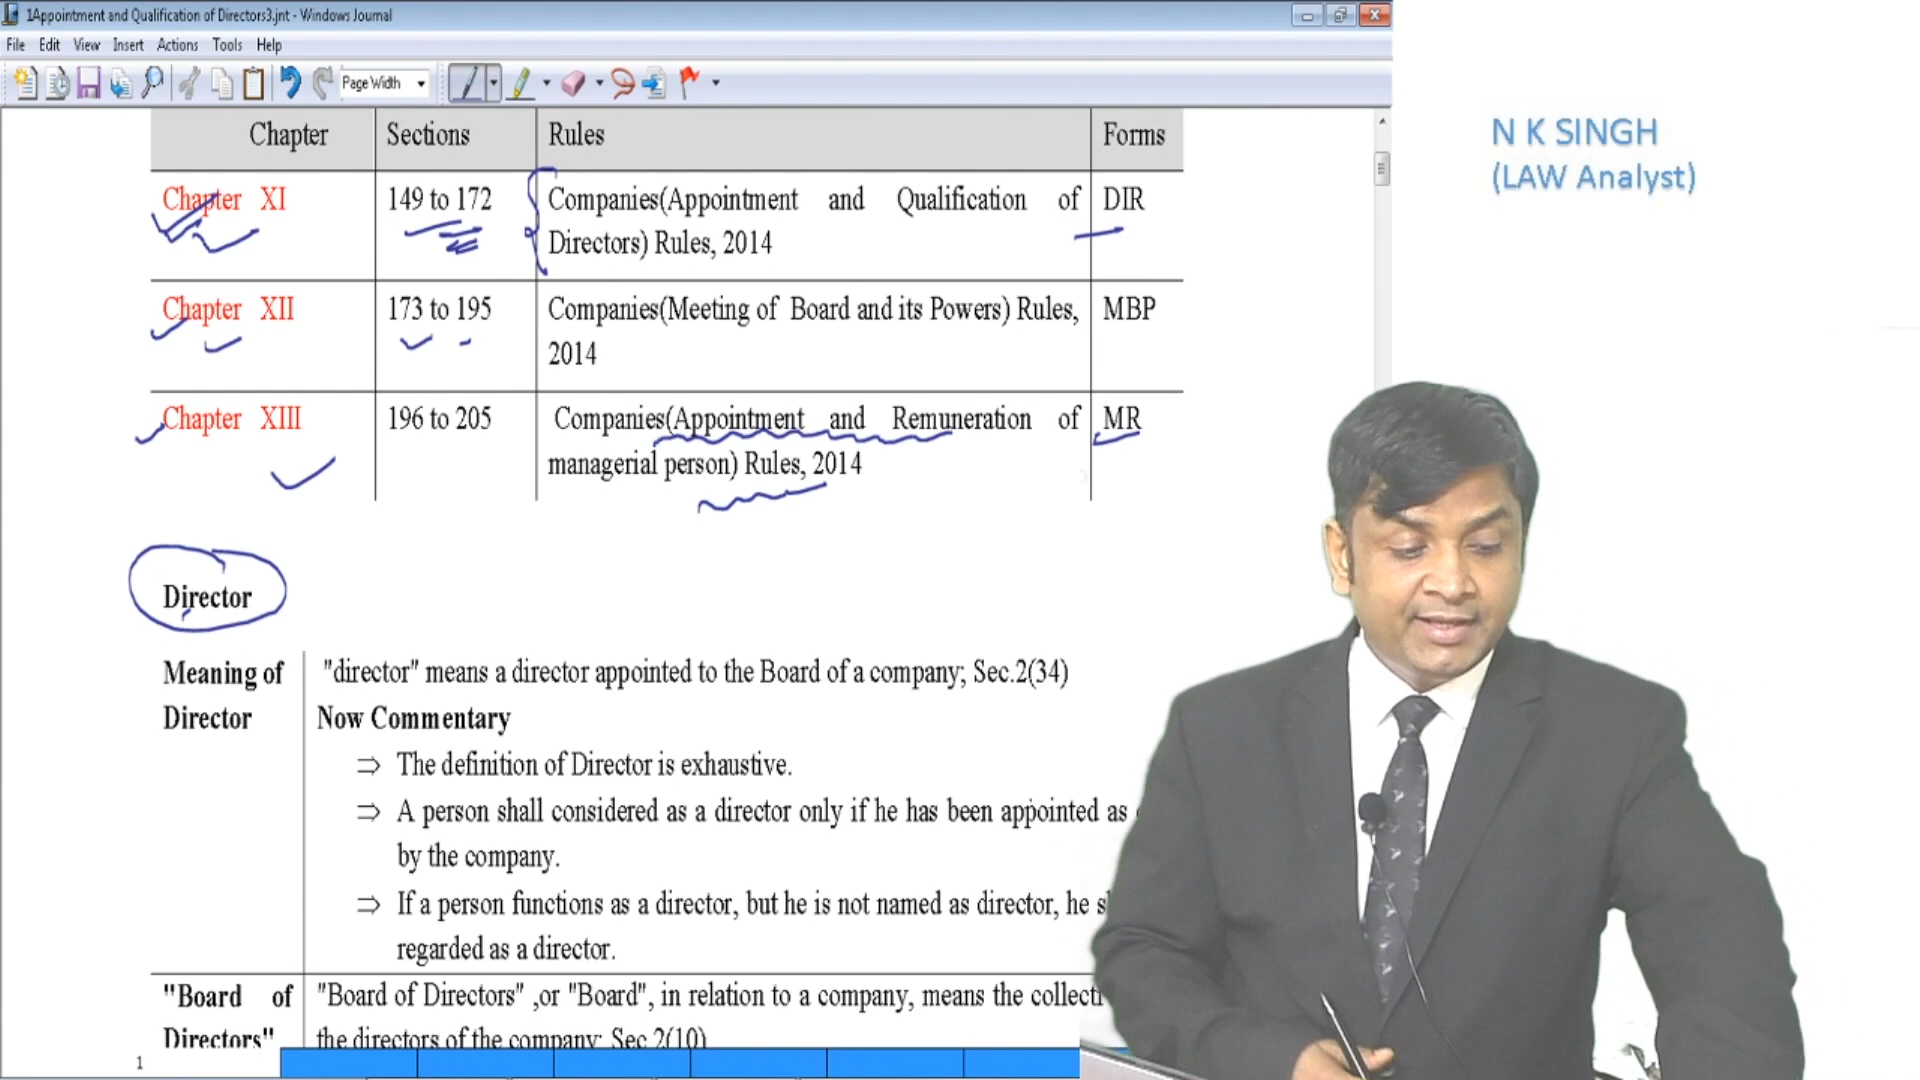 1Appointment and Qualification of Directors3.jnt - Windows Journal
File Edit View Insert Actions Tools Help
Page Width
N K SINGH
(LAW Analyst)
Chapter Sections Rules Forms
Chapter XI 149 to 172 Companies(Appointment and Qualification of DIR
Directors) Rules, 2014
Chapter XII 173 to 195 Companies(Meeting of Board and its Powers) Rules, MBP
2014
Chapter XIII 196 to 205 Companies(Appointment and Remuneration of MR
managerial person) Rules, 2014
Director
Meaning of "director" means a director appointed to the Board of a company; Sec.2(34)
Director Now Commentary
⇒ The definition of Director is exhaustive.
⇒ A person shall considered as a director only if he has been appointed as
by the company.
⇒ If a person functions as a director, but he is not named as director, he
regarded as a director.
"Board of "Board of Directors" ,or "Board", in relation to a company, means the
Directors" the directors of the company; Sec 2(10)
1